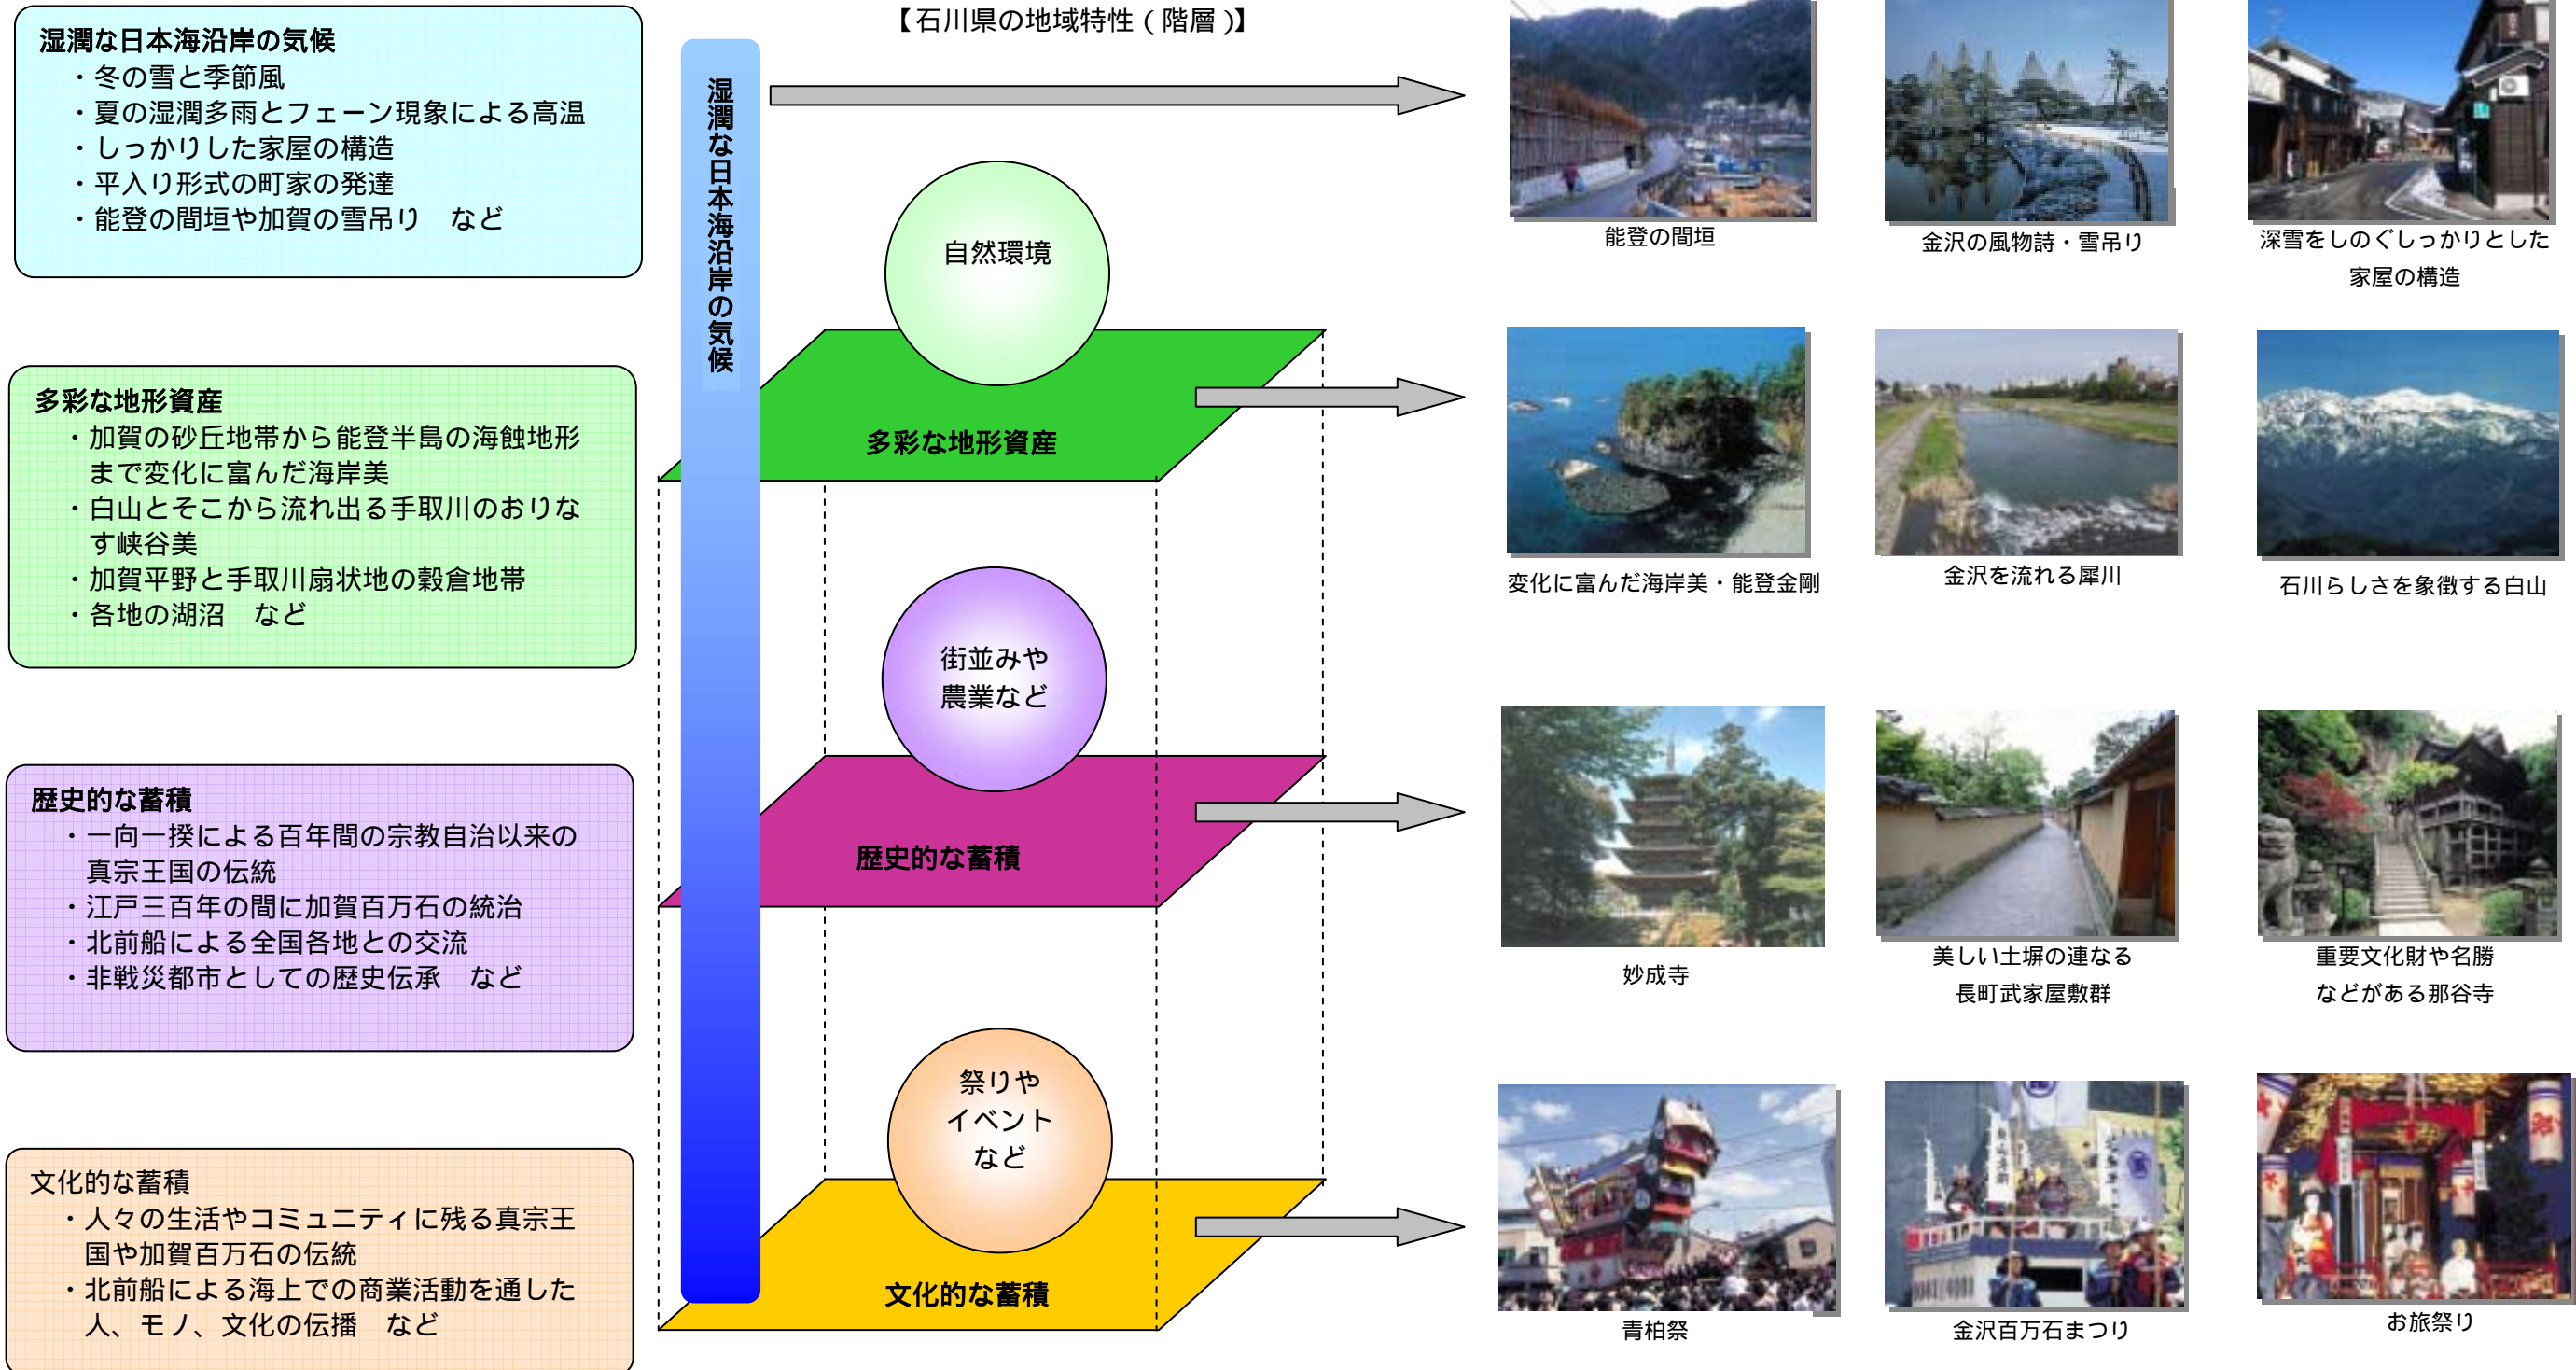 【石川県の地域特性(階層)】
湿潤な日本海沿岸の気候
・冬の雪と季節風
・夏の湿潤多雨とフェーン現象による高温
・しっかりした家屋の構造
・平入り形式の町家の発達
・能登の間垣や加賀の雪吊り　など
多彩な地形資産
・加賀の砂丘地帯から能登半島の海蝕地形
まで変化に富んだ海岸美
・白山とそこから流れ出る手取川のおりな
す峡谷美
・加賀平野と手取川扇状地の穀倉地帯
・各地の湖沼　など
歴史的な蓄積
・一向一揆による百年間の宗教自治以来の
真宗王国の伝統
・江戸三百年の間に加賀百万石の統治
・北前船による全国各地との交流
・非戦災都市としての歴史伝承　など
文化的な蓄積
・人々の生活やコミュニティに残る真宗王
国や加賀百万石の伝統
・北前船による海上での商業活動を通した
人、モノ、文化の伝播　など
湿潤な日本海沿岸の気候
自然環境
多彩な地形資産
街並みや
農業など
歴史的な蓄積
祭りや
イベント
など
文化的な蓄積
能登の間垣
金沢の風物詩・雪吊り
深雪をしのぐしっかりとした
家屋の構造
変化に富んだ海岸美・能登金剛
金沢を流れる犀川
石川らしさを象徴する白山
妙成寺
美しい土塀の連なる
長町武家屋敷群
重要文化財や名勝
などがある那谷寺
青柏祭
金沢百万石まつり
お旅祭り